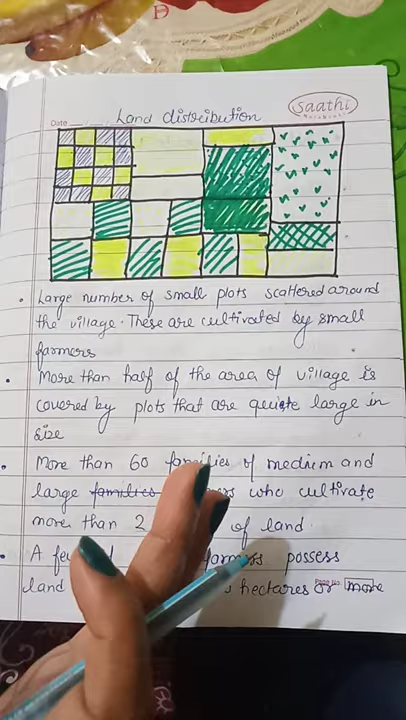 Saathi
Notebooks
Date
Land distribution
• Large number of small plots scattered around
the village. These are cultivated by small
farmers
• More than half of the area of village is
covered by plots that are quite large in
size
• More than 60 families of medium and
large families who cultivate
more than 2 of land.
• A farmers possess
land hectares or more
Page No.